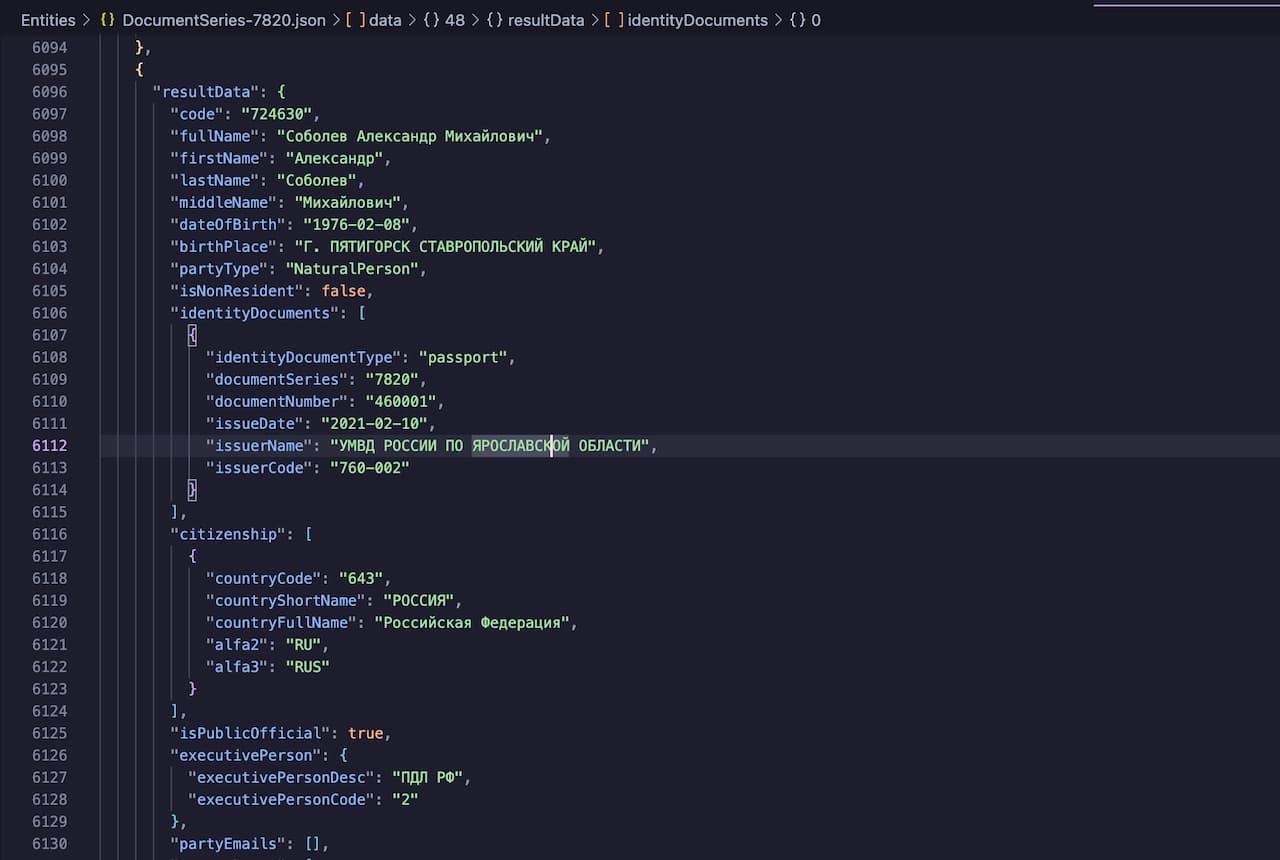 Entities > {} DocumentSeries-7820.json > [ ] data > {} 48 > {} resultData > [ ] identityDocuments > {} 0
6094 },
6095 {
6096 "resultData": {
6097 "code": "724630",
6098 "fullName": "Соболев Александр Михайлович",
6099 "firstName": "Александр",
6100 "lastName": "Соболев",
6101 "middleName": "Михайлович",
6102 "dateOfBirth": "1976-02-08",
6103 "birthPlace": "Г. ПЯТИГОРСК СТАВРОПОЛЬСКИЙ КРАЙ",
6104 "partyType": "NaturalPerson",
6105 "isNonResident": false,
6106 "identityDocuments": [
6107 {
6108 "identityDocumentType": "passport",
6109 "documentSeries": "7820",
6110 "documentNumber": "460001",
6111 "issueDate": "2021-02-10",
6112 "issuerName": "УМВД РОССИИ ПО ЯРОСЛАВСКОЙ ОБЛАСТИ",
6113 "issuerCode": "760-002"
6114 }
6115 ],
6116 "citizenship": [
6117 {
6118 "countryCode": "643",
6119 "countryShortName": "РОССИЯ",
6120 "countryFullName": "Российская Федерация",
6121 "alfa2": "RU",
6122 "alfa3": "RUS"
6123 }
6124 ],
6125 "isPublicOfficial": true,
6126 "executivePerson": {
6127 "executivePersonDesc": "ПДЛ РФ",
6128 "executivePersonCode": "2"
6129 },
6130 "partyEmails": [],